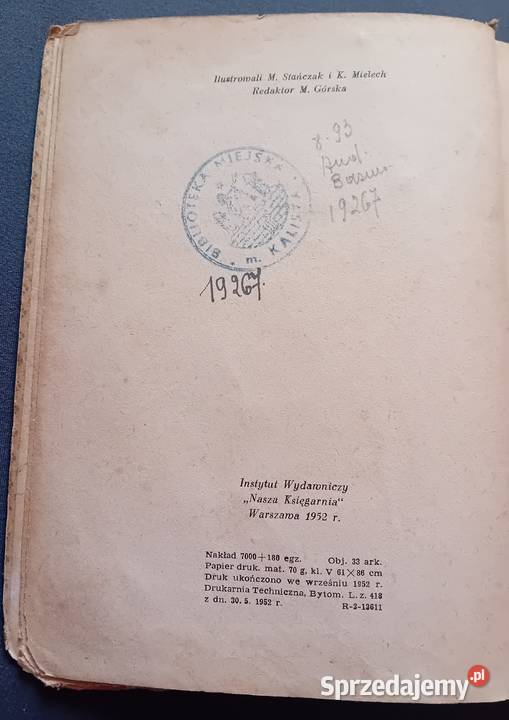 Ilustrowali M. Stańczak i K. Mielech
Redaktor M. Górska
BIBLIOTEKA MIEJSKA m. KALISZA
19267
19267
Instytut Wydawniczy
„Nasza Księgarnia"
Warszawa 1952 r.
Nakład 7000+180 egz. Obj. 33 ark.
Papier druk. mat. 70 g, kl. V 61×86 cm
Druk ukończono we wrześniu 1952 r.
Drukarnia Techniczna, Bytom. L. z. 418
z dn. 30. 5. 1952 r. R-3-13611
Sprzedajemy.pl